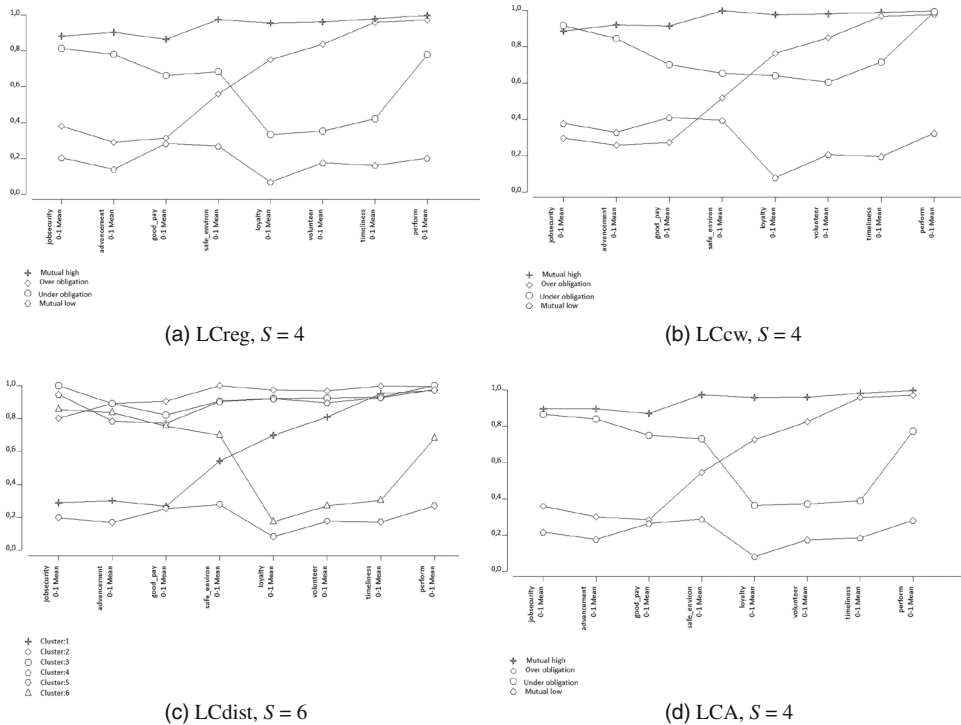 1,0
0,8
0,6
0,4
0,2
0,0
jobsecurity
0-1 Mean
advancement
0-1 Mean
good_pay
0-1 Mean
safe_environ
0-1 Mean
loyalty
0-1 Mean
volunteer
0-1 Mean
timeliness
0-1 Mean
perform
0-1 Mean
Mutual high
Over obligation
Under obligation
Mutual low
(a) LCreg, S = 4
1,0
0,8
0,6
0,4
0,2
0,0
jobsecurity
0-1 Mean
advancement
0-1 Mean
good_pay
0-1 Mean
safe_environ
0-1 Mean
loyalty
0-1 Mean
volunteer
0-1 Mean
timeliness
0-1 Mean
perform
0-1 Mean
Mutual high
Over obligation
Under obligation
Mutual low
(b) LCcw, S = 4
1,0
0,8
0,6
0,4
0,2
0,0
jobsecurity
0-1 Mean
advancement
0-1 Mean
good_pay
0-1 Mean
safe_environ
0-1 Mean
loyalty
0-1 Mean
volunteer
0-1 Mean
timeliness
0-1 Mean
perform
0-1 Mean
Cluster:1
Cluster:2
Cluster:3
Cluster:4
Cluster:5
Cluster:6
(c) LCdist, S = 6
1,0
0,8
0,6
0,4
0,2
0,0
jobsecurity
0-1 Mean
advancement
0-1 Mean
good_pay
0-1 Mean
safe_environ
0-1 Mean
loyalty
0-1 Mean
volunteer
0-1 Mean
timeliness
0-1 Mean
perform
0-1 Mean
Mutual high
Over obligation
Under obligation
Mutual low
(d) LCA, S = 4